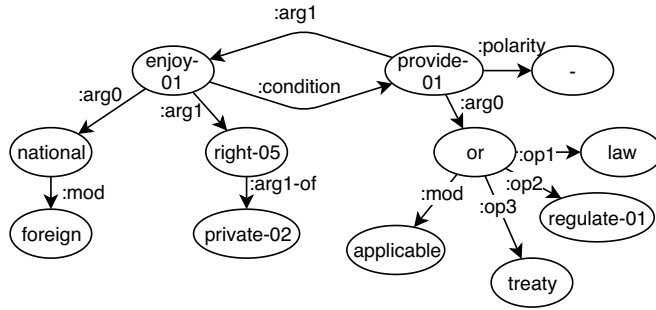 :arg1
enjoy-
01
:condition
provide-
01
:polarity
-
:arg0
:arg1
:arg0
national
right-05
or
:op1
law
:mod
:arg1-of
:mod
:op2
:op3
regulate-01
foreign
private-02
applicable
treaty